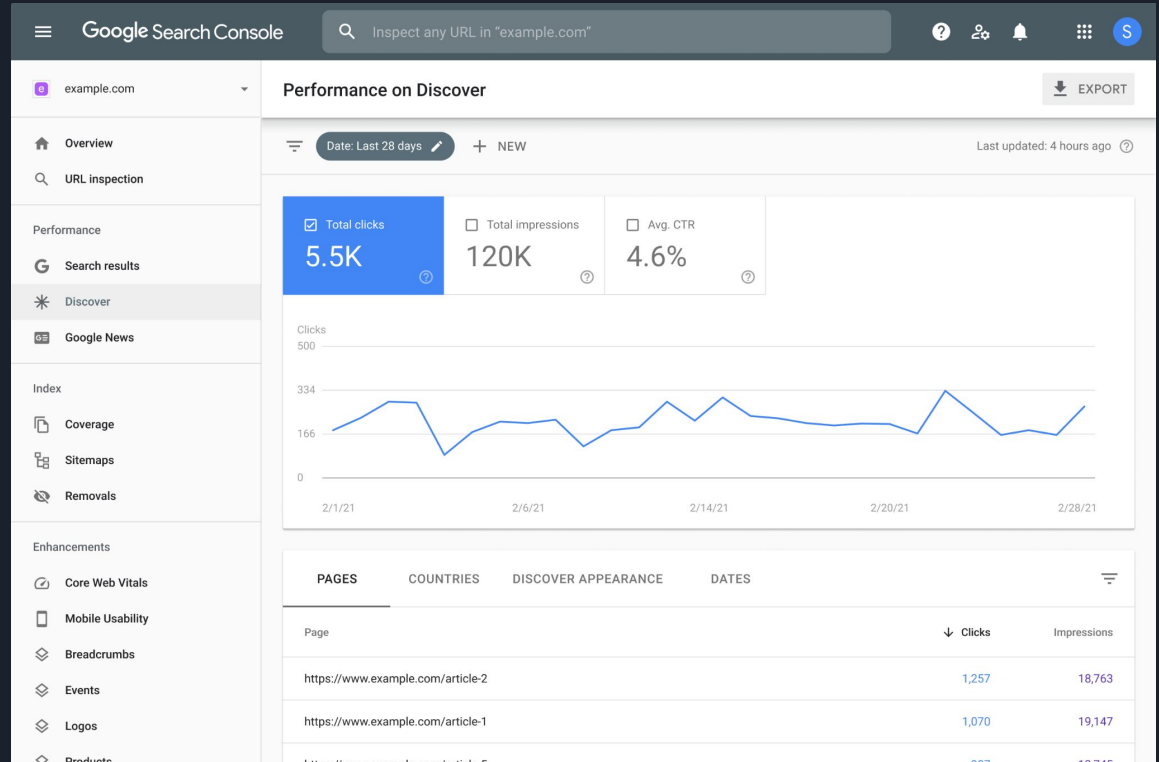 Google Search Console
Inspect any URL in "example.com"
S
e
example.com
Performance on Discover
EXPORT
Overview
URL inspection
Performance
Search results
Discover
Google News
Index
Coverage
Sitemaps
Removals
Enhancements
Core Web Vitals
Mobile Usability
Breadcrumbs
Events
Logos
Products
Date: Last 28 days
NEW
Last updated: 4 hours ago
Total clicks
5.5K
Total impressions
120K
Avg. CTR
4.6%
Clicks
500
334
166
0
2/1/21 2/6/21 2/14/21 2/20/21 2/28/21
PAGES COUNTRIES DISCOVER APPEARANCE DATES
Page Clicks Impressions
https://www.example.com/article-2 1,257 18,763
https://www.example.com/article-1 1,070 19,147